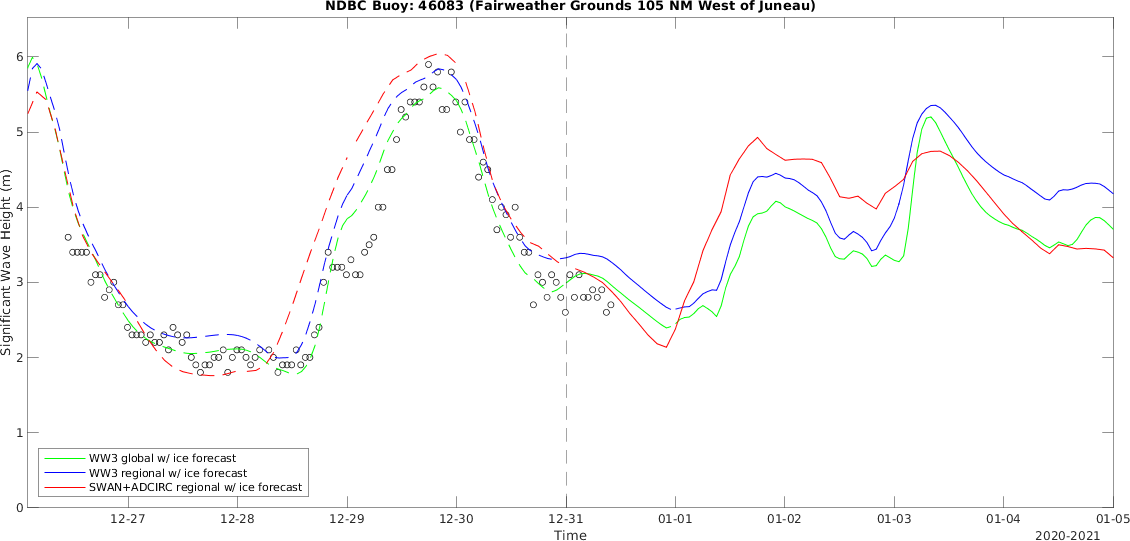 NDBC Buoy: 46083 (Fairweather Grounds 105 NM West of Juneau)
Significant Wave Height (m)
6
5
4
3
2
1
0
WW3 global w/ ice forecast
WW3 regional w/ ice forecast
SWAN+ADCIRC regional w/ ice forecast
12-27 12-28 12-29 12-30 12-31 01-01 01-02 01-03 01-04 01-05
Time
2020-2021